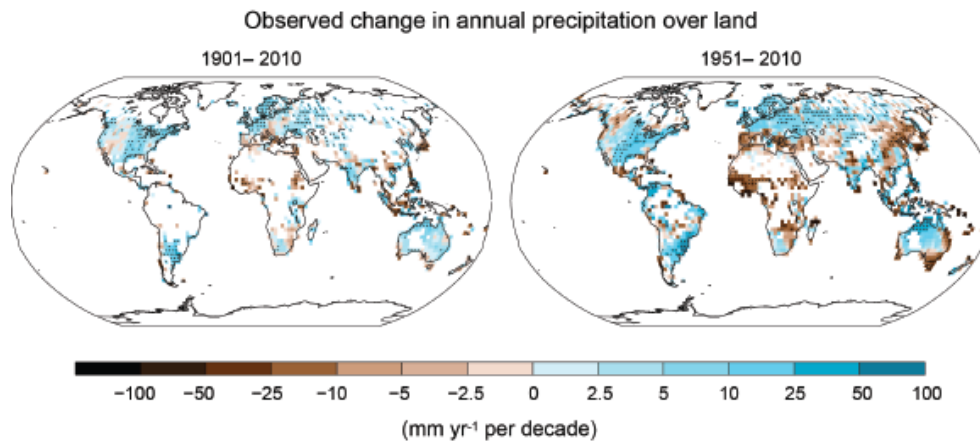 Observed change in annual precipitation over land
1901– 2010
1951– 2010
−100 −50 −25 −10 −5 −2.5 0 2.5 5 10 25 50 100
(mm yr⁻¹ per decade)